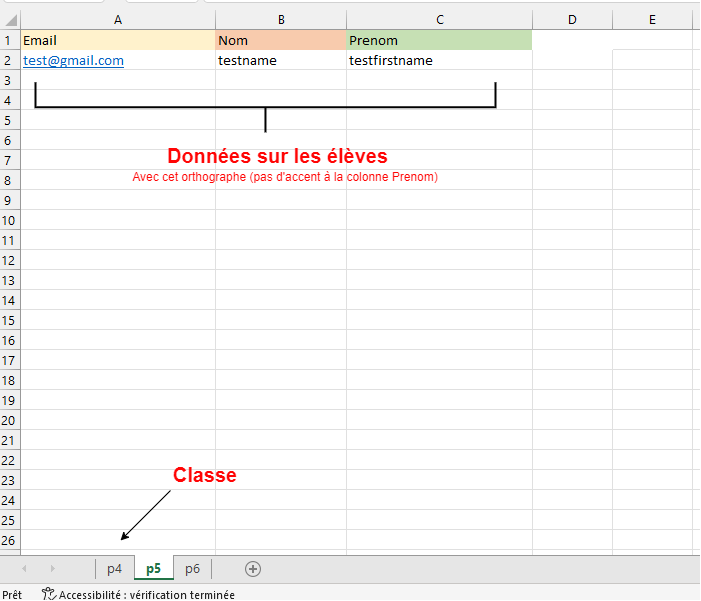 A B C D E
1 Email Nom Prenom
2 test@gmail.com testname testfirstname
3
4
5
6
7 Données sur les élèves
8 Avec cet orthographe (pas d'accent à la colonne Prenom)
9
10
11
12
13
14
15
16
17
18
19
20
21
22
23 Classe
24
25
26
p4 p5 p6
Prêt Accessibilité : vérification terminée